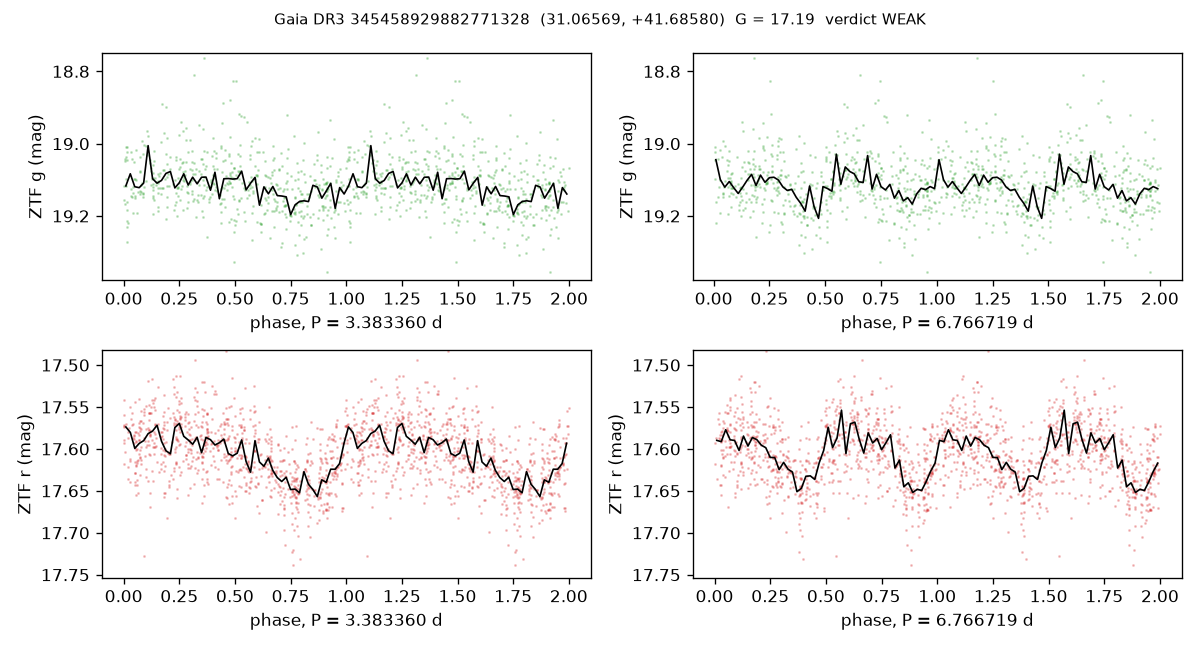 Gaia DR3 345458929882771328  (31.06569, +41.68580)  G = 17.19  verdict WEAK
ZTF g (mag)
18.8
19.0
19.2
0.00 0.25 0.50 0.75 1.00 1.25 1.50 1.75 2.00
phase, P = 3.383360 d
ZTF g (mag)
18.8
19.0
19.2
0.00 0.25 0.50 0.75 1.00 1.25 1.50 1.75 2.00
phase, P = 6.766719 d
ZTF r (mag)
17.50
17.55
17.60
17.65
17.70
17.75
0.00 0.25 0.50 0.75 1.00 1.25 1.50 1.75 2.00
phase, P = 3.383360 d
ZTF r (mag)
17.50
17.55
17.60
17.65
17.70
17.75
0.00 0.25 0.50 0.75 1.00 1.25 1.50 1.75 2.00
phase, P = 6.766719 d